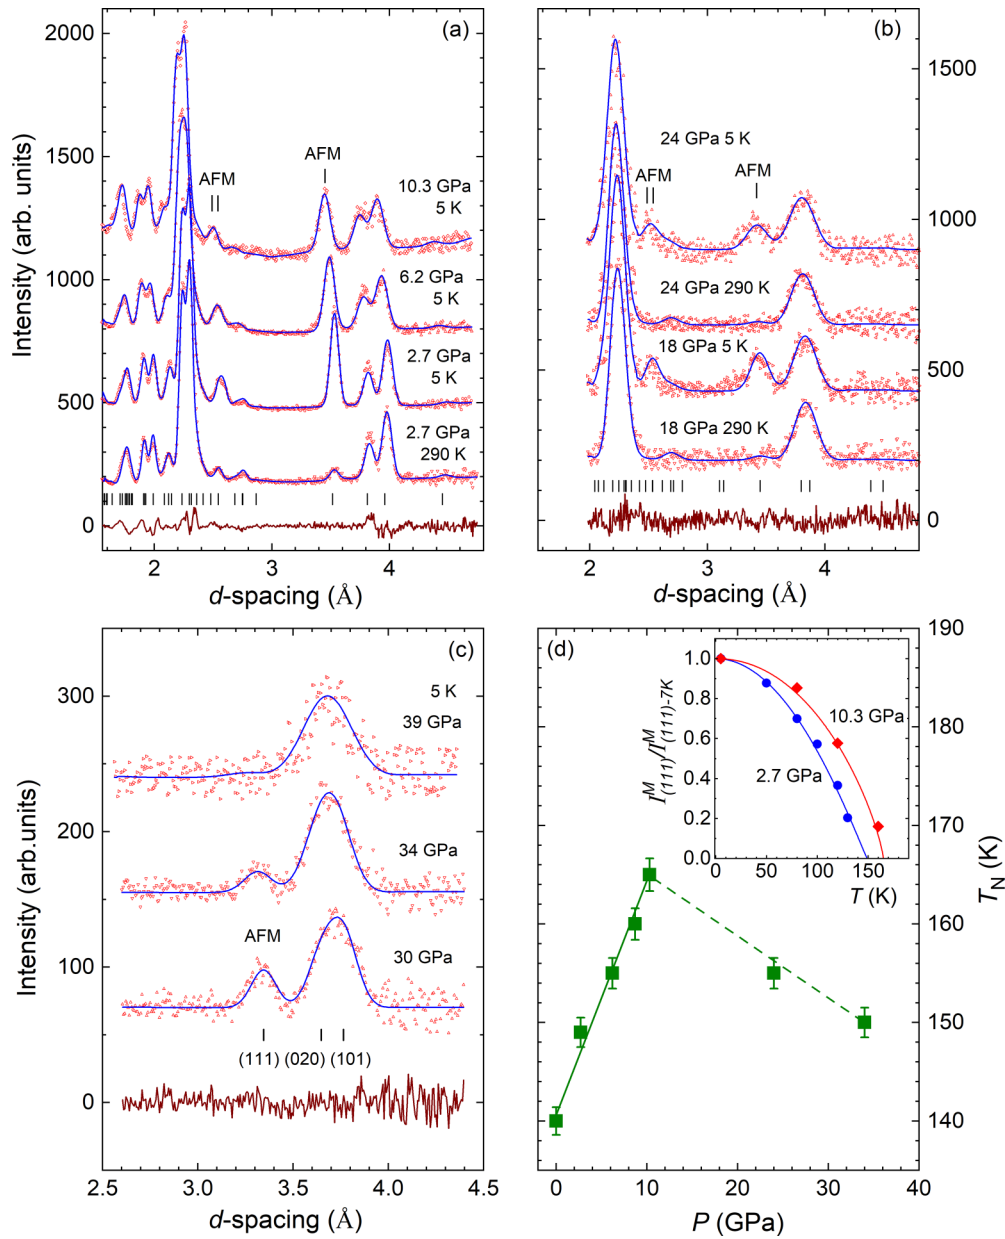 (a)
2000
1500
1000
500
0
Intensity (arb. units)
AFM
AFM
10.3 GPa
5 K
6.2 GPa
5 K
2.7 GPa
5 K
2.7 GPa
290 K
2 3 4
d-spacing (Å)
(b)
1500
1000
500
0
24 GPa 5 K
AFM
AFM
24 GPa 290 K
18 GPa 5 K
18 GPa 290 K
2 3 4
d-spacing (Å)
(c)
300
200
100
0
Intensity (arb.units)
5 K
39 GPa
34 GPa
AFM
30 GPa
(111) (020) (101)
2.5 3.0 3.5 4.0 4.5
d-spacing (Å)
(d)
190
180
170
160
150
140
T_N (K)
1.0
0.8
0.6
0.4
0.2
0.0
I^M_(111)/I^M_(111)-7K
10.3 GPa
2.7 GPa
0 50 100 150
T (K)
0 10 20 30 40
P (GPa)